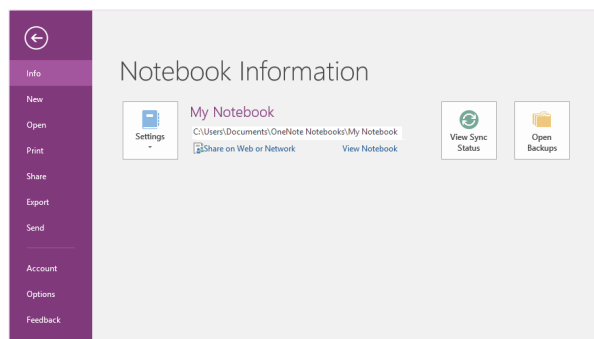 Info
New
Open
Print
Share
Export
Send
Account
Options
Feedback
Notebook Information
Settings
My Notebook
C:\Users\Documents\OneNote Notebooks\My Notebook
Share on Web or Network
View Notebook
View Sync
Status
Open
Backups